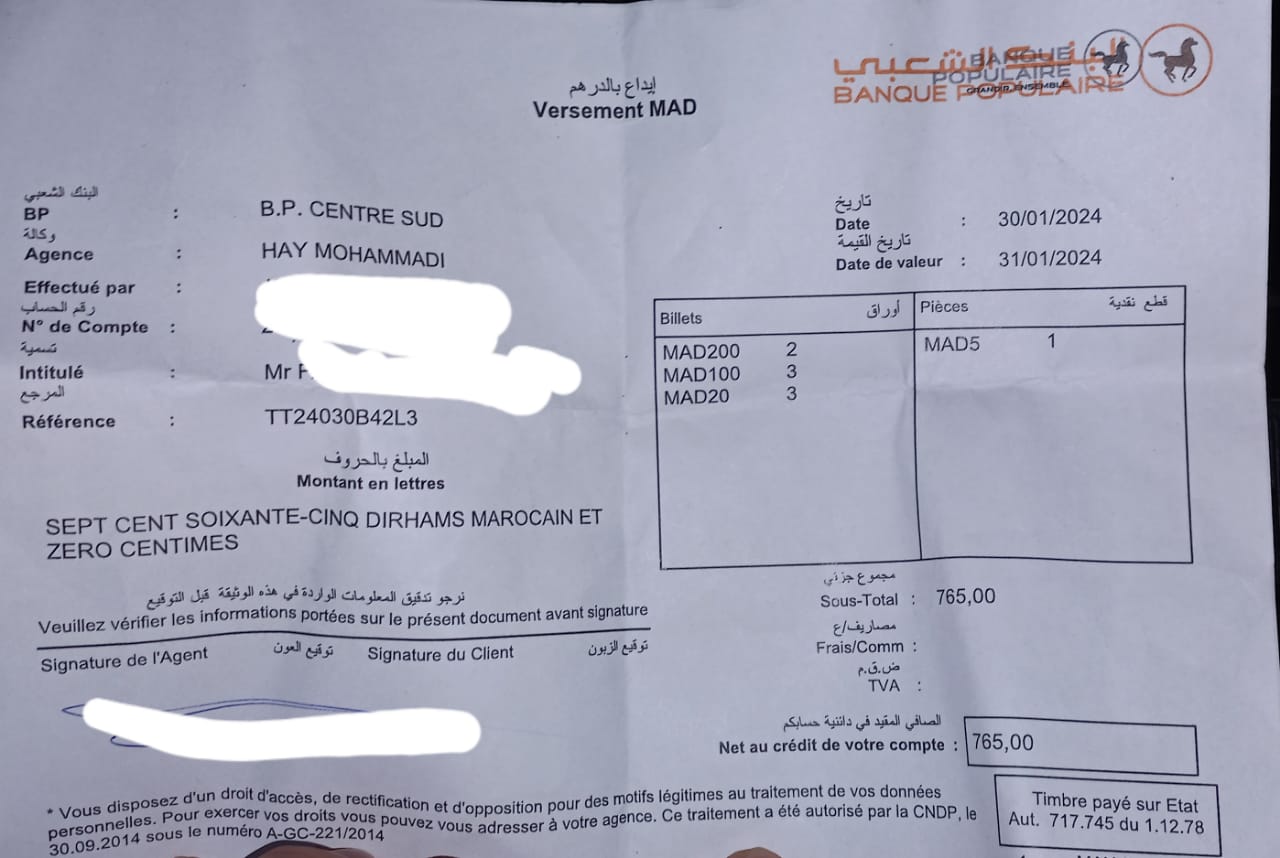 إيداع بالدرهم
Versement MAD
البنك الشعبي
BANQUE POPULAIRE
BANQUE
POPULAIRE
البنك الشعبي
BP : B.P. CENTRE SUD
وكالة
Agence : HAY MOHAMMADI
Effectué par :
رقم الحساب
N° de Compte :
تسمية
Intitulé : Mr
المرجع
Référence : TT24030B42L3
تاريخ
Date : 30/01/2024
تاريخ القيمة
Date de valeur : 31/01/2024
Billets أوراق Pièces قطع نقدية
MAD200 2 MAD5 1
MAD100 3
MAD20 3
المبلغ بالحروف
Montant en lettres
SEPT CENT SOIXANTE-CINQ DIRHAMS MAROCAIN ET
ZERO CENTIMES
نرجو تدقيق المعلومات الواردة في هذه الوثيقة قبل التوقيع
Veuillez vérifier les informations portées sur le présent document avant signature
Signature de l'Agent توقيع العون Signature du Client توقيع الزبون
مجموع جزئي
Sous-Total : 765,00
مصاريف/ع
Frais/Comm :
ض.ق.م
TVA :
الصافي المقيد في دائنية حسابكم
Net au crédit de votre compte : 765,00
* Vous disposez d'un droit d'accès, de rectification et d'opposition pour des motifs légitimes au traitement de vos données
personnelles. Pour exercer vos droits vous pouvez vous adresser à votre agence. Ce traitement a été autorisé par la CNDP, le
30.09.2014 sous le numéro A-GC-221/2014
Timbre payé sur Etat
Aut. 717.745 du 1.12.78